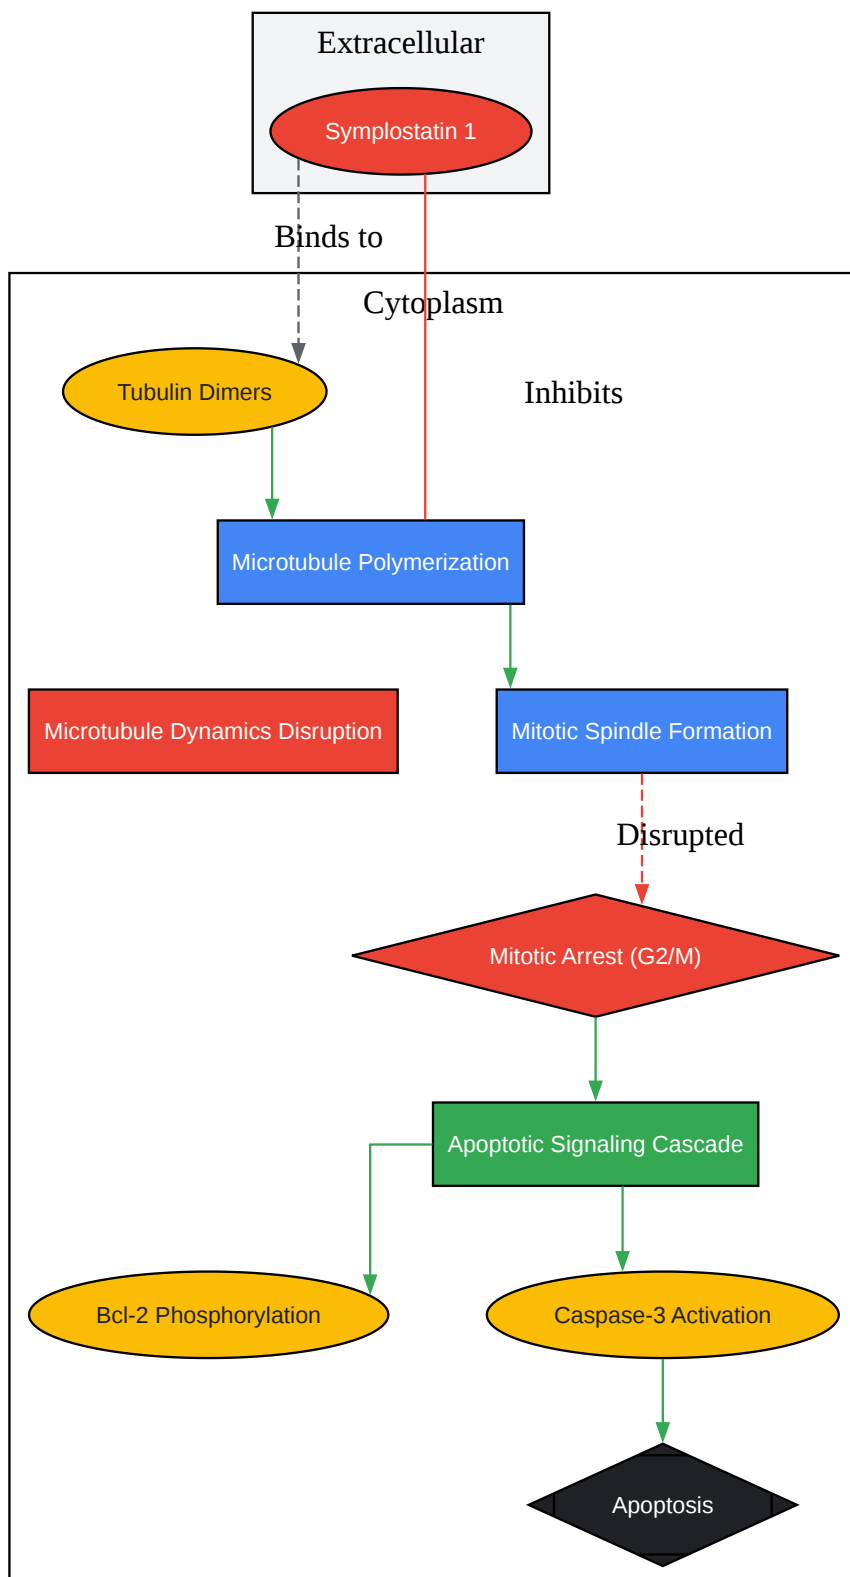 Extracellular
Symplostatin 1
Binds to
Cytoplasm
Tubulin Dimers
Inhibits
Microtubule Polymerization
Microtubule Dynamics Disruption
Mitotic Spindle Formation
Disrupted
Mitotic Arrest (G2/M)
Apoptotic Signaling Cascade
Bcl-2 Phosphorylation
Caspase-3 Activation
Apoptosis